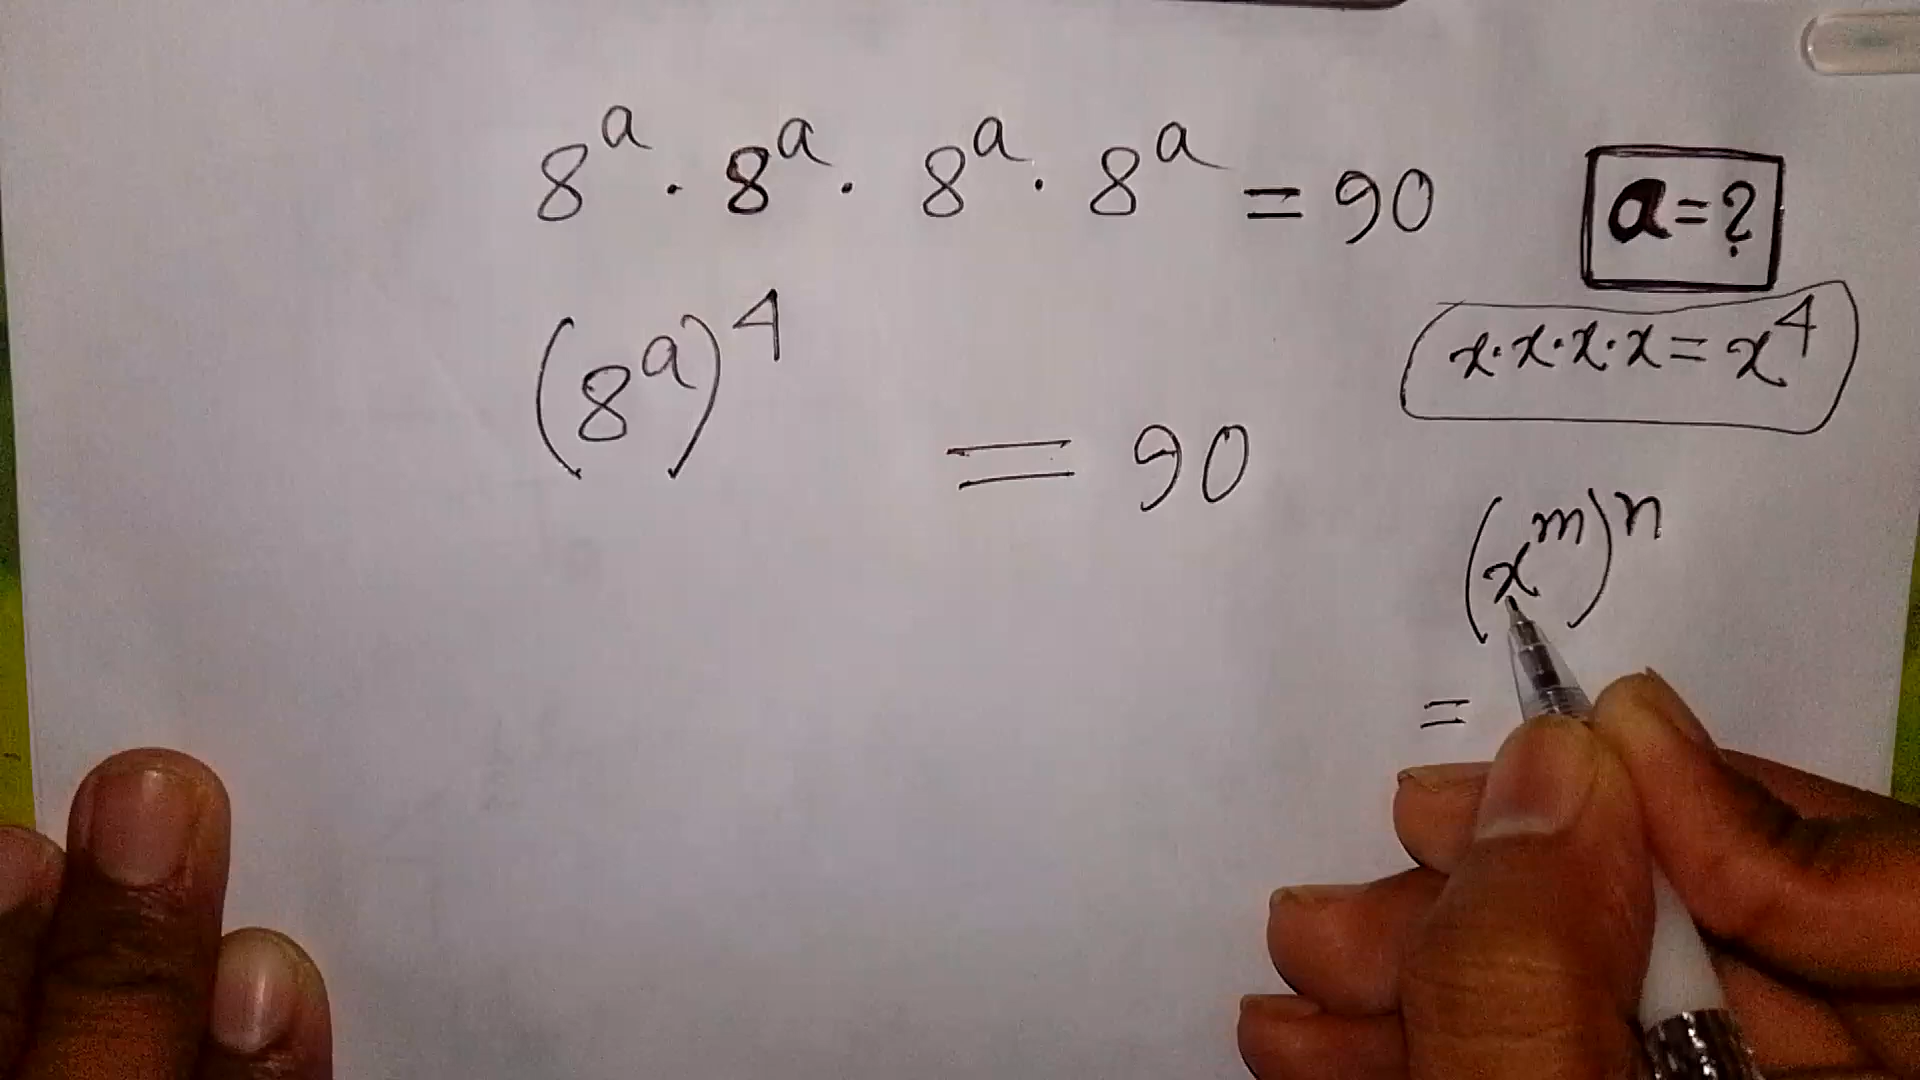 8^a · 8^a · 8^a · 8^a = 90
a = ?
x·x·x·x = x^4
(8^a)^4 = 90
(x^m)^n
=